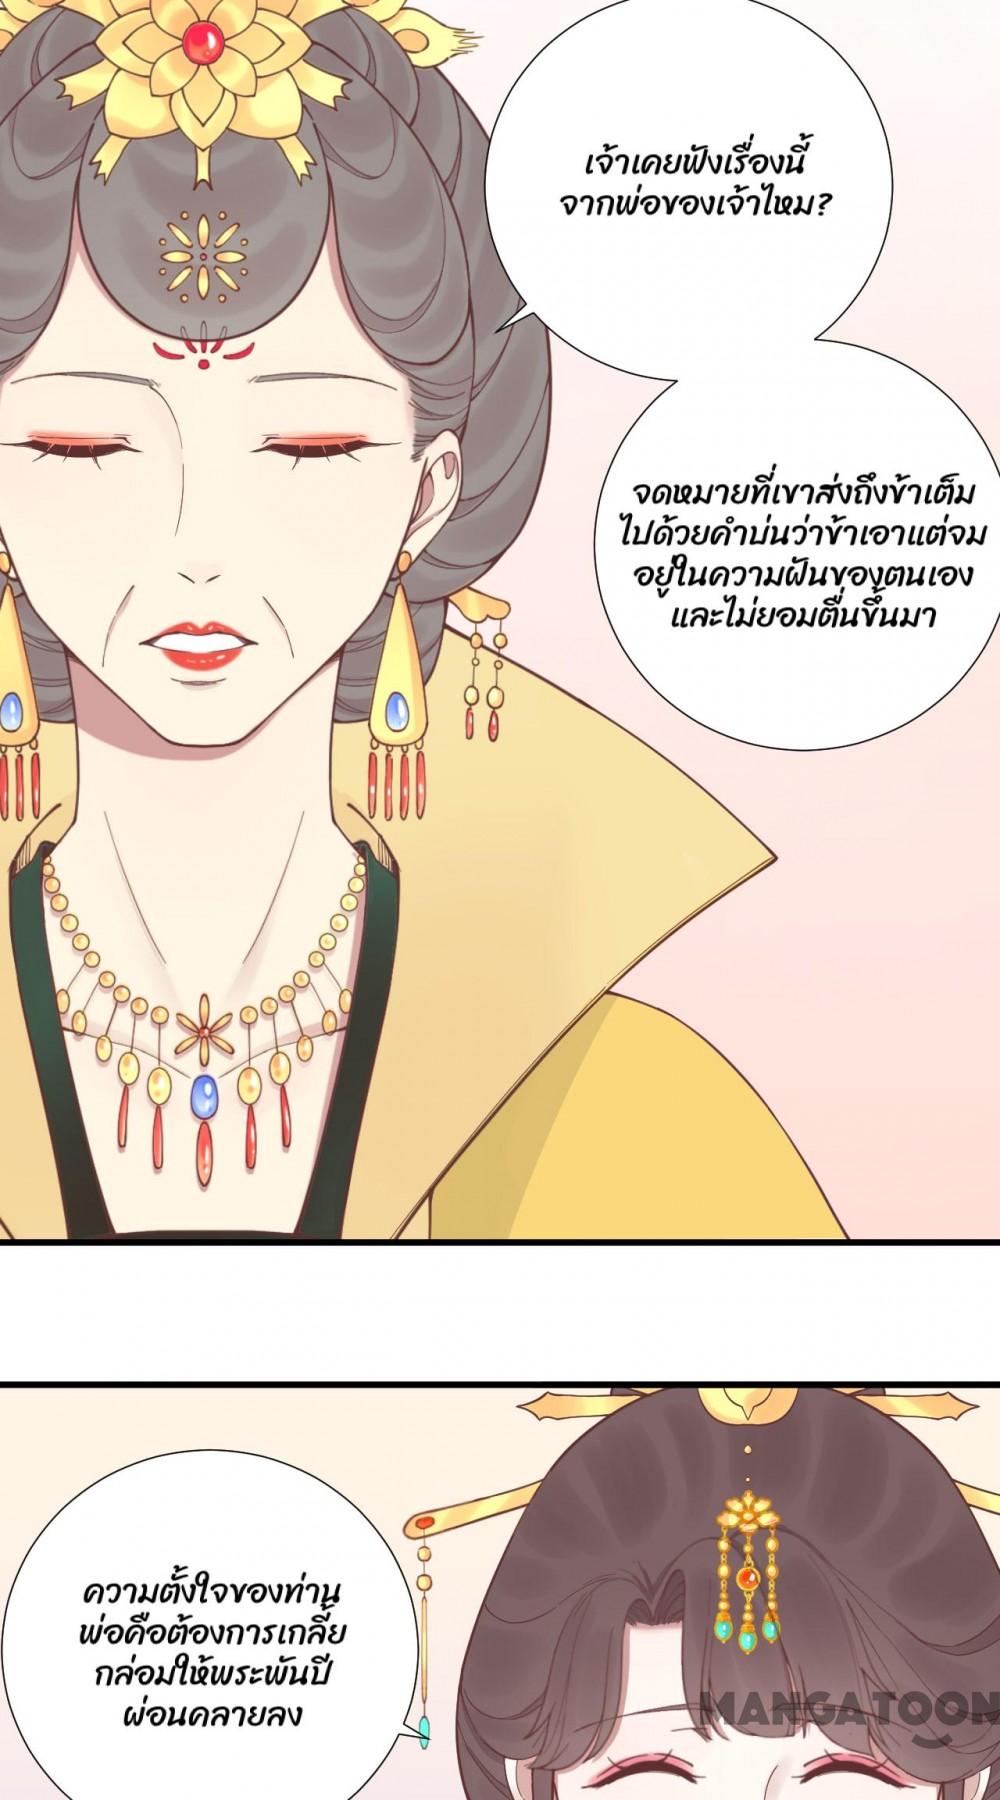 เจ้าเคยฟังเรื่องนี้
จากพ่อของเจ้าไหม?
จดหมายที่เขาส่งถึงข้าเต็ม
ไปด้วยคำบ่นว่าข้าเอาแต่จม
อยู่ในความฝันของตนเอง
และไม่ยอมตื่นขึ้นมา
ความตั้งใจของท่าน
พ่อคือต้องการเกลี้ย
กล่อมให้พระพันปี
ผ่อนคลายลง
MANGATOON